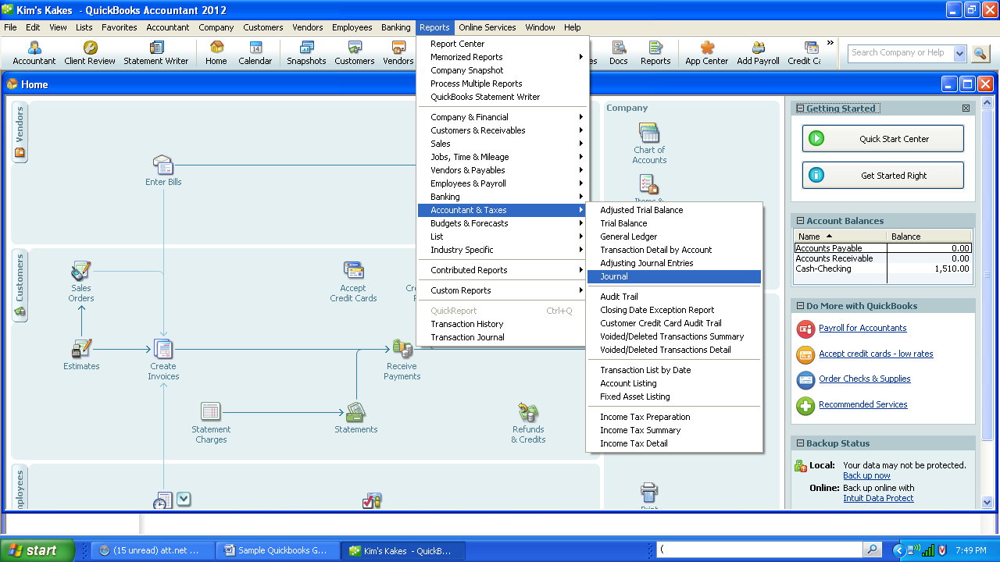 Kim's Kakes - QuickBooks Accountant 2012
File Edit View Lists Favorites Accountant Company Customers Vendors Employees Banking Reports Online Services Window Help
Accountant Client Review Statement Writer Home Calendar Snapshots Customers Vendors Docs Reports App Center Add Payroll Credit Ca »
Search Company or Help
Home
Vendors
Enter Bills
Customers
Sales
Orders
Accept
Credit Cards
Estimates
Create
Invoices
Receive
Payments
Statement
Charges
Statements
Refunds
& Credits
Report Center
Memorized Reports
Company Snapshot
Process Multiple Reports
QuickBooks Statement Writer
Company & Financial
Customers & Receivables
Sales
Jobs, Time & Mileage
Vendors & Payables
Employees & Payroll
Banking
Accountant & Taxes
Budgets & Forecasts
List
Industry Specific
Contributed Reports
Custom Reports
QuickReport Ctrl+Q
Transaction History
Transaction Journal
Adjusted Trial Balance
Trial Balance
General Ledger
Transaction Detail by Account
Adjusting Journal Entries
Journal
Audit Trail
Closing Date Exception Report
Customer Credit Card Audit Trail
Voided/Deleted Transactions Summary
Voided/Deleted Transactions Detail
Transaction List by Date
Account Listing
Fixed Asset Listing
Income Tax Preparation
Income Tax Summary
Income Tax Detail
Company
Chart of
Accounts
Items &
Getting Started
Quick Start Center
Get Started Right
Account Balances
Name Balance
Accounts Payable 0.00
Accounts Receivable 0.00
Cash-Checking 1,510.00
Do More with QuickBooks
Payroll for Accountants
Accept credit cards - low rates
Order Checks & Supplies
Recommended Services
Backup Status
Local: Your data may not be protected.
Back up now
Online: Back up online with
Intuit Data Protect
start (15 unread) att.net ... Sample Quickbooks G... Kim's Kakes - QuickB... ( 7:49 PM